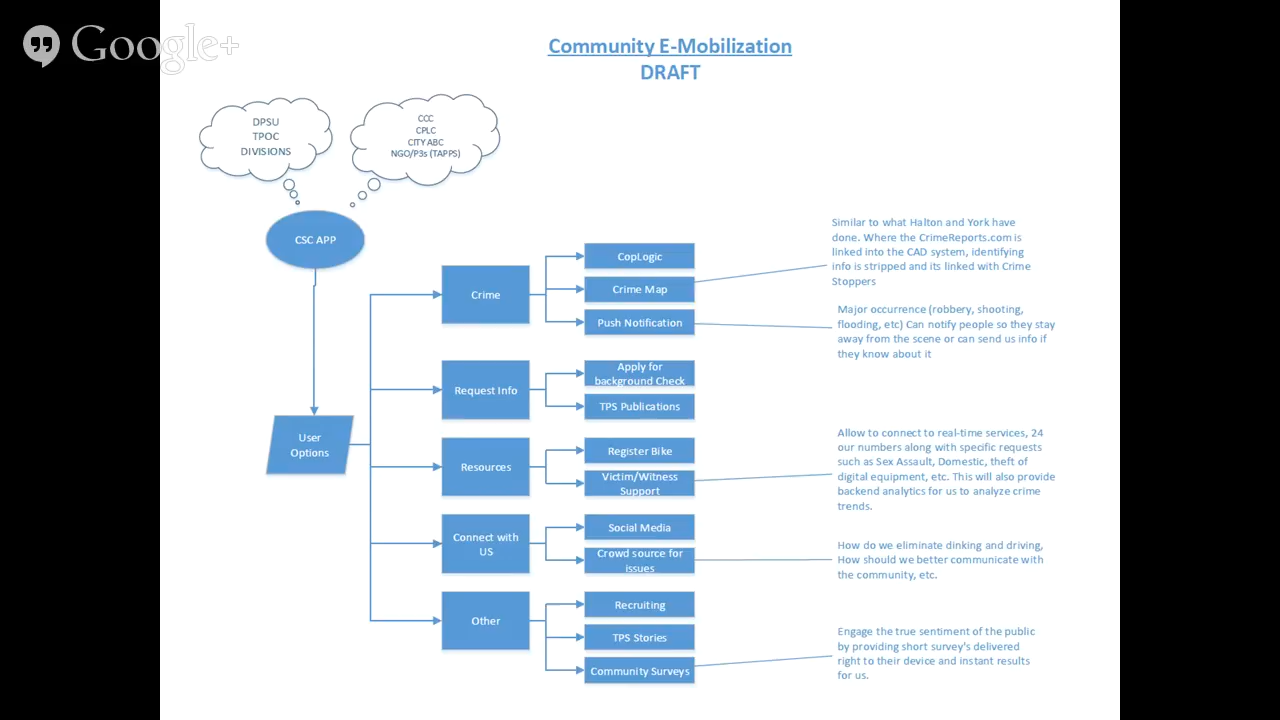 Google+
Community E-Mobilization
DRAFT
DPSU
TPOC
DIVISIONS
CCC
CPLC
CITY ABC
NGO/P3s (TAPPS)
CSC APP
User
Options
Crime
CopLogic
Crime Map
Push Notification
Similar to what Halton and York have
done. Where the CrimeReports.com is
linked into the CAD system, identifying
info is stripped and its linked with Crime
Stoppers
Major occurrence (robbery, shooting,
flooding, etc) Can notify people so they stay
away from the scene or can send us info if
they know about it
Request Info
Apply for
background Check
TPS Publications
Resources
Register Bike
Victim/Witness
Support
Allow to connect to real-time services, 24
our numbers along with specific requests
such as Sex Assault, Domestic, theft of
digital equipment, etc. This will also provide
backend analytics for us to analyze crime
trends.
Connect with
US
Social Media
Crowd source for
issues
How do we eliminate dinking and driving,
How should we better communicate with
the community, etc.
Other
Recruiting
TPS Stories
Community Surveys
Engage the true sentiment of the public
by providing short survey's delivered
right to their device and instant results
for us.